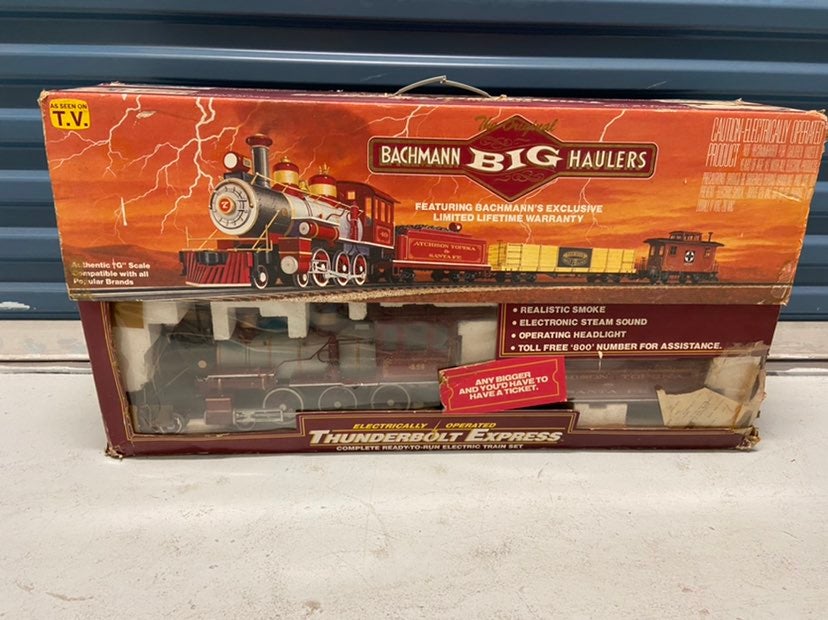 AS SEEN ON
T.V.
The Original
BACHMANN BIG HAULERS
FEATURING BACHMANN'S EXCLUSIVE
LIMITED LIFETIME WARRANTY
CAUTION-ELECTRICALLY OPERATED
PRODUCT
ATCHISON TOPEKA
&
SANTA FE
Authentic "G" Scale
Compatible with all
Popular Brands
• REALISTIC SMOKE
• ELECTRONIC STEAM SOUND
• OPERATING HEADLIGHT
• TOLL FREE '800' NUMBER FOR ASSISTANCE.
ANY BIGGER
AND YOU'D HAVE TO
HAVE A TICKET.
ELECTRICALLY OPERATED
THUNDERBOLT EXPRESS
COMPLETE READY-TO-RUN ELECTRIC TRAIN SET